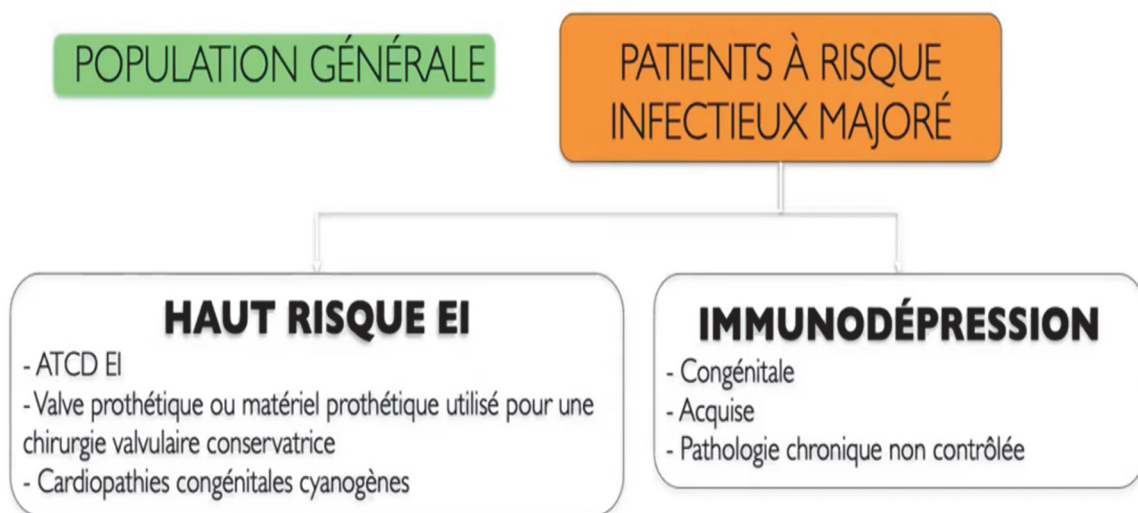 POPULATION GÉNÉRALE
PATIENTS À RISQUE
INFECTIEUX MAJORÉ
HAUT RISQUE EI
- ATCD EI
- Valve prothétique ou matériel prothétique utilisé pour une
chirurgie valvulaire conservatrice
- Cardiopathies congénitales cyanogènes
IMMUNODÉPRESSION
- Congénitale
- Acquise
- Pathologie chronique non contrôlée